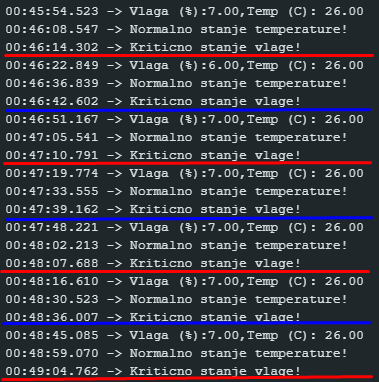 00:45:54.523 -> Vlaga (%):7.00,Temp (C): 26.00
00:46:08.547 -> Normalno stanje temperature!
00:46:14.302 -> Kriticno stanje vlage!
00:46:22.849 -> Vlaga (%):6.00,Temp (C): 26.00
00:46:36.839 -> Normalno stanje temperature!
00:46:42.602 -> Kriticno stanje vlage!
00:46:51.167 -> Vlaga (%):7.00,Temp (C): 26.00
00:47:05.541 -> Normalno stanje temperature!
00:47:10.791 -> Kriticno stanje vlage!
00:47:19.774 -> Vlaga (%):7.00,Temp (C): 26.00
00:47:33.555 -> Normalno stanje temperature!
00:47:39.162 -> Kriticno stanje vlage!
00:47:48.221 -> Vlaga (%):7.00,Temp (C): 26.00
00:48:02.213 -> Normalno stanje temperature!
00:48:07.688 -> Kriticno stanje vlage!
00:48:16.610 -> Vlaga (%):7.00,Temp (C): 26.00
00:48:30.523 -> Normalno stanje temperature!
00:48:36.007 -> Kriticno stanje vlage!
00:48:45.085 -> Vlaga (%):7.00,Temp (C): 26.00
00:48:59.070 -> Normalno stanje temperature!
00:49:04.762 -> Kriticno stanje vlage!